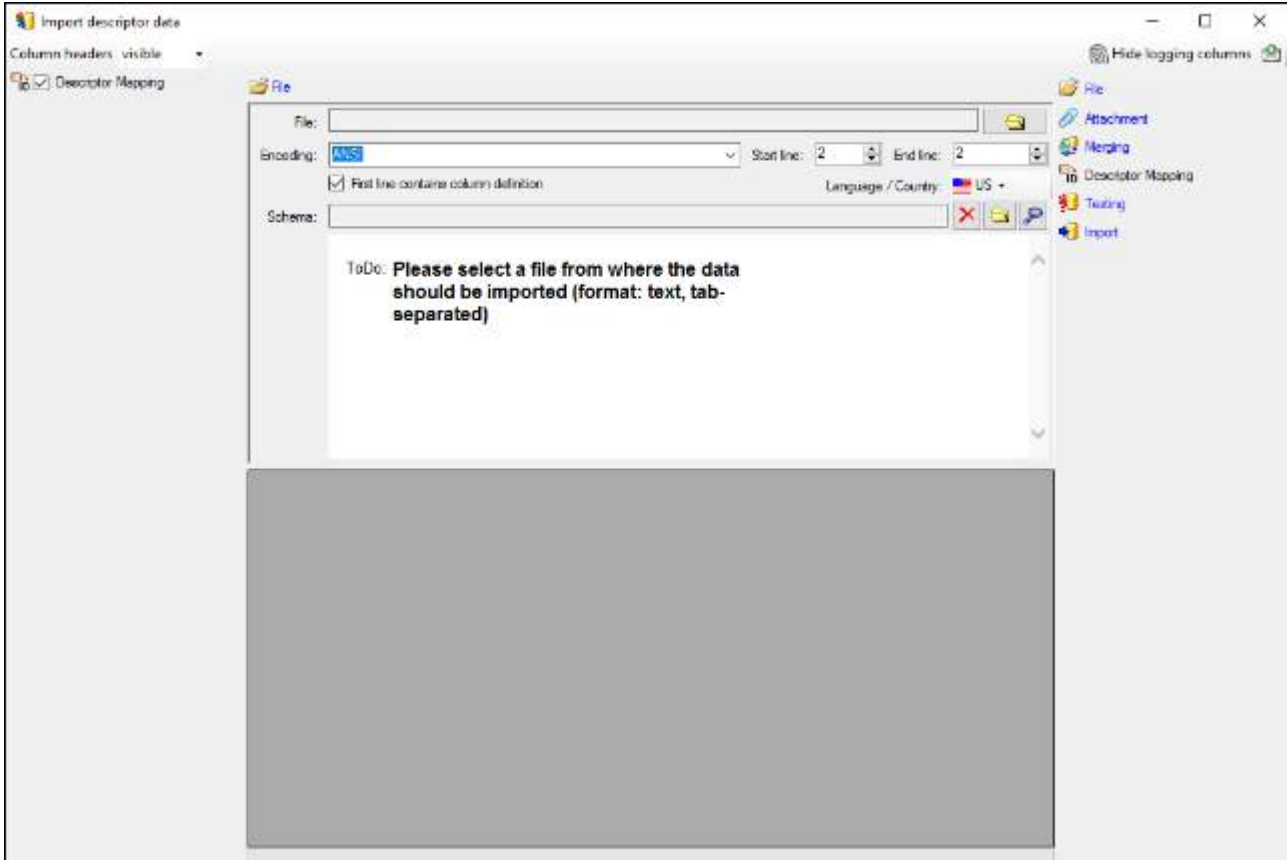 Import descriptor data
Column headers visible
Hide logging columns
Descriptor Mapping
File
File:
Encoding: ANSI Start line: 2 End line: 2
First line contains column definition Language / Country: US
Schema:
ToDo: Please select a file from where the data
should be imported (format: text, tab-
separated)
File
Attachment
Merging
Descriptor Mapping
Testing
Import